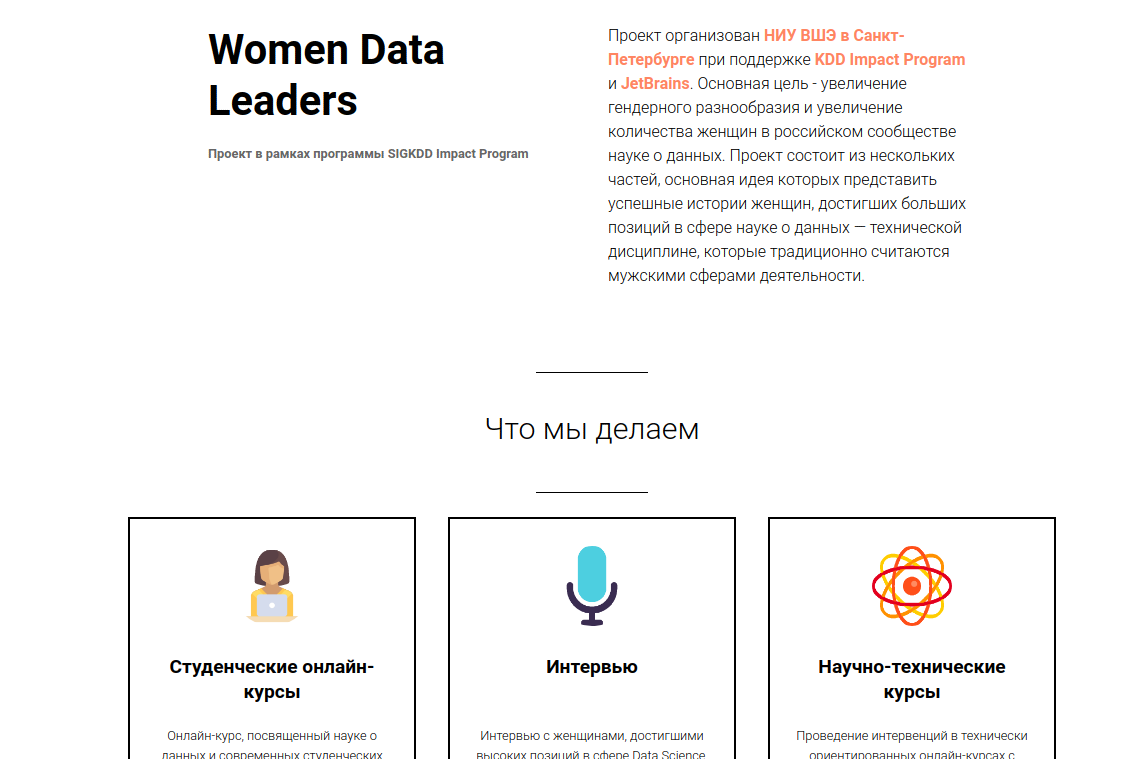 Women Data
Leaders
Проект в рамках программы SIGKDD Impact Program
Проект организован НИУ ВШЭ в Санкт-
Петербурге при поддержке KDD Impact Program
и JetBrains. Основная цель - увеличение
гендерного разнообразия и увеличение
количества женщин в российском сообществе
науке о данных. Проект состоит из нескольких
частей, основная идея которых представить
успешные истории женщин, достигших больших
позиций в сфере науке о данных — технической
дисциплине, которые традиционно считаются
мужскими сферами деятельности.
Что мы делаем
Студенческие онлайн-
курсы
Онлайн-курс, посвященный науке о
данных и современных студенческих
Интервью
Интервью с женщинами, достигшими
высоких позиций в сфере Data Science
Научно-технические
курсы
Проведение интервенций в технически
ориентированных онлайн-курсах с